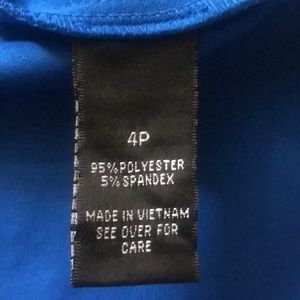 4P
95%POLYESTER
5%SPANDEX
MADE IN VIETNAM
SEE OVER FOR
CARE